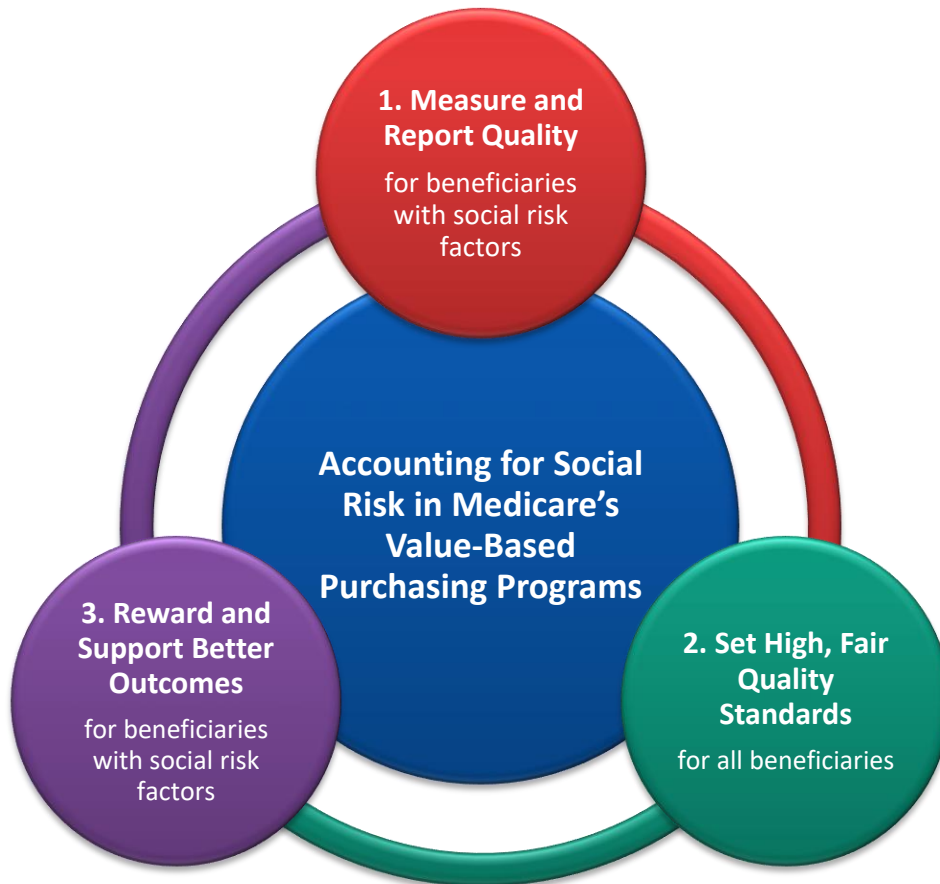 1. Measure and
Report Quality
for beneficiaries
with social risk
factors
Accounting for Social
Risk in Medicare’s
Value-Based
Purchasing Programs
2. Set High, Fair
Quality
Standards
for all beneficiaries
3. Reward and
Support Better
Outcomes
for beneficiaries
with social risk
factors